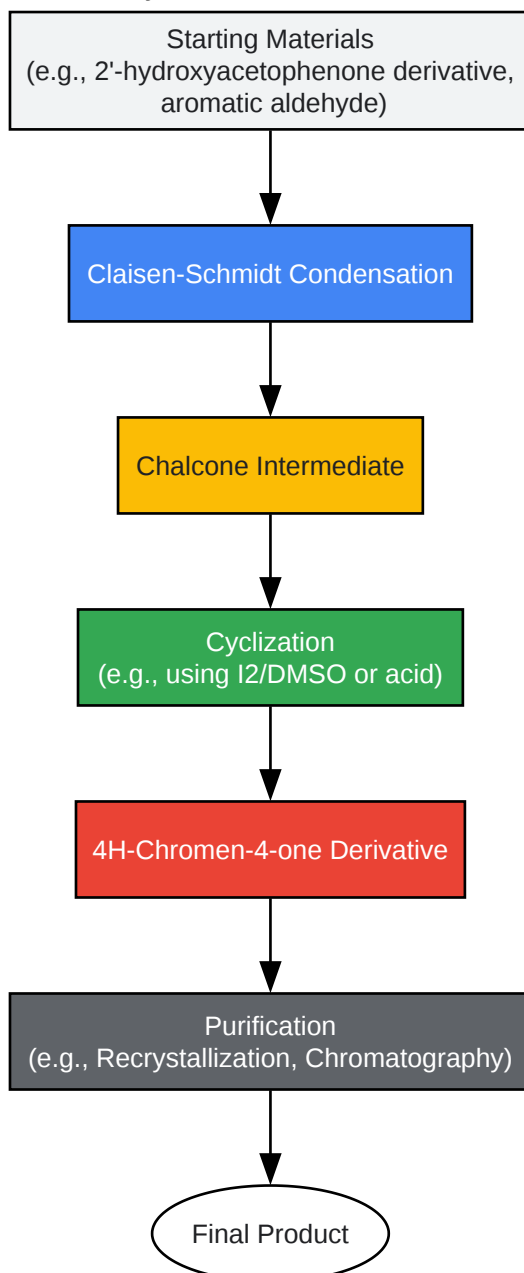 Starting Materials
(e.g., 2'-hydroxyacetophenone derivative,
aromatic aldehyde)
Claisen-Schmidt Condensation
Chalcone Intermediate
Cyclization
(e.g., using I2/DMSO or acid)
4H-Chromen-4-one Derivative
Purification
(e.g., Recrystallization, Chromatography)
Final Product